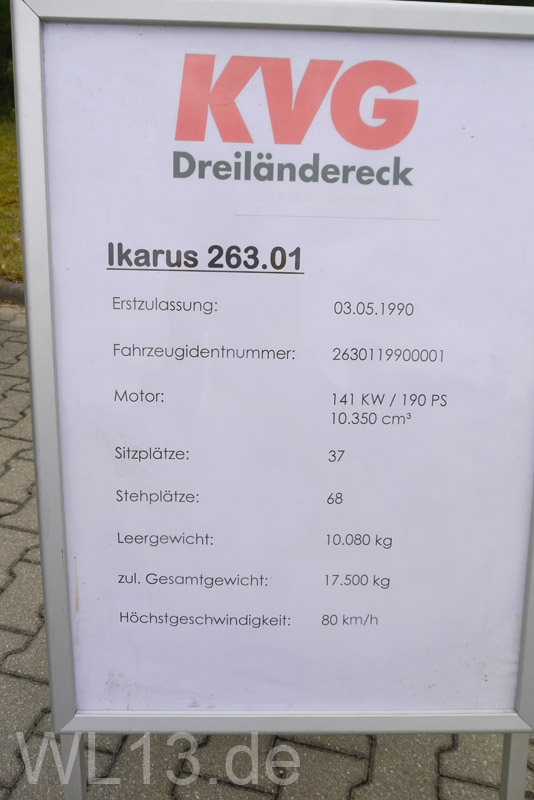 KVG
Dreiländereck
Ikarus 263.01
Erstzulassung: 03.05.1990
Fahrzeugidentnummer: 2630119900001
Motor: 141 KW / 190 PS
10.350 cm³
Sitzplätze: 37
Stehplätze: 68
Leergewicht: 10.080 kg
zul. Gesamtgewicht: 17.500 kg
Höchstgeschwindigkeit: 80 km/h
WL13.de